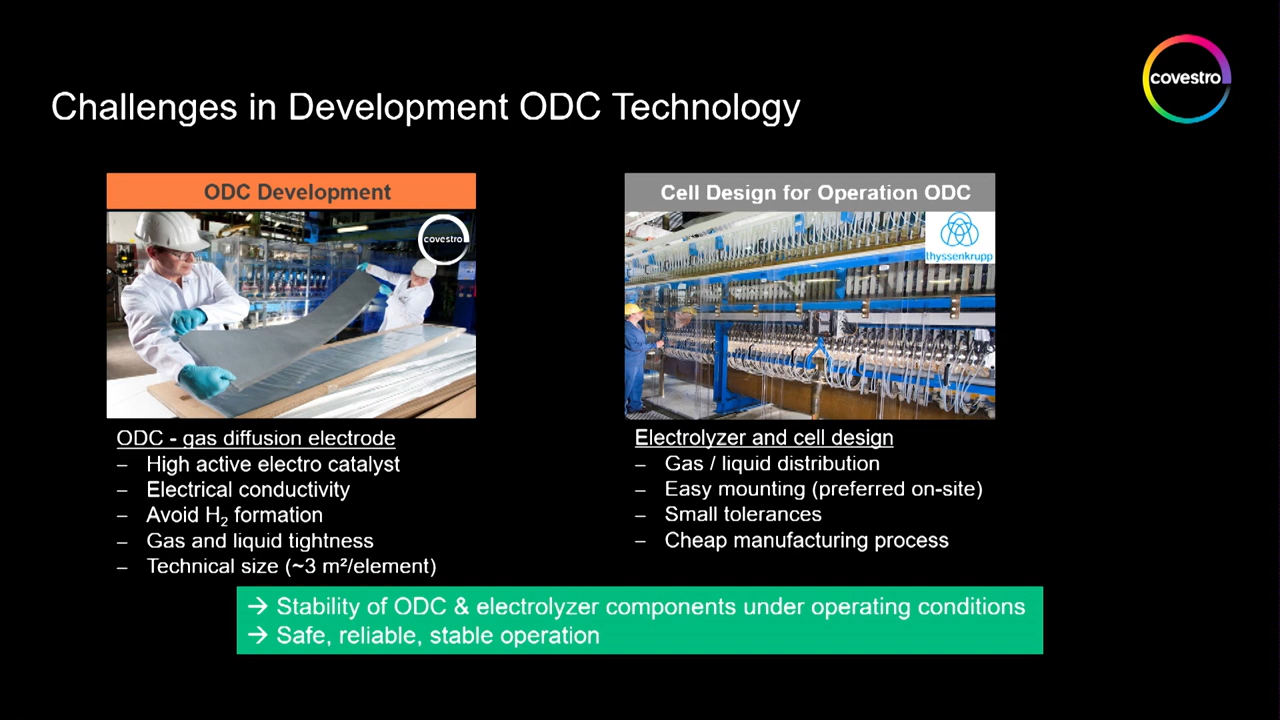 covestro
Challenges in Development ODC Technology
ODC Development
covestro
ODC - gas diffusion electrode
– High active electro catalyst
– Electrical conductivity
– Avoid H₂ formation
– Gas and liquid tightness
– Technical size (~3 m²/element)
Cell Design for Operation ODC
thyssenkrupp
Electrolyzer and cell design
– Gas / liquid distribution
– Easy mounting (preferred on-site)
– Small tolerances
– Cheap manufacturing process
→ Stability of ODC & electrolyzer components under operating conditions
→ Safe, reliable, stable operation